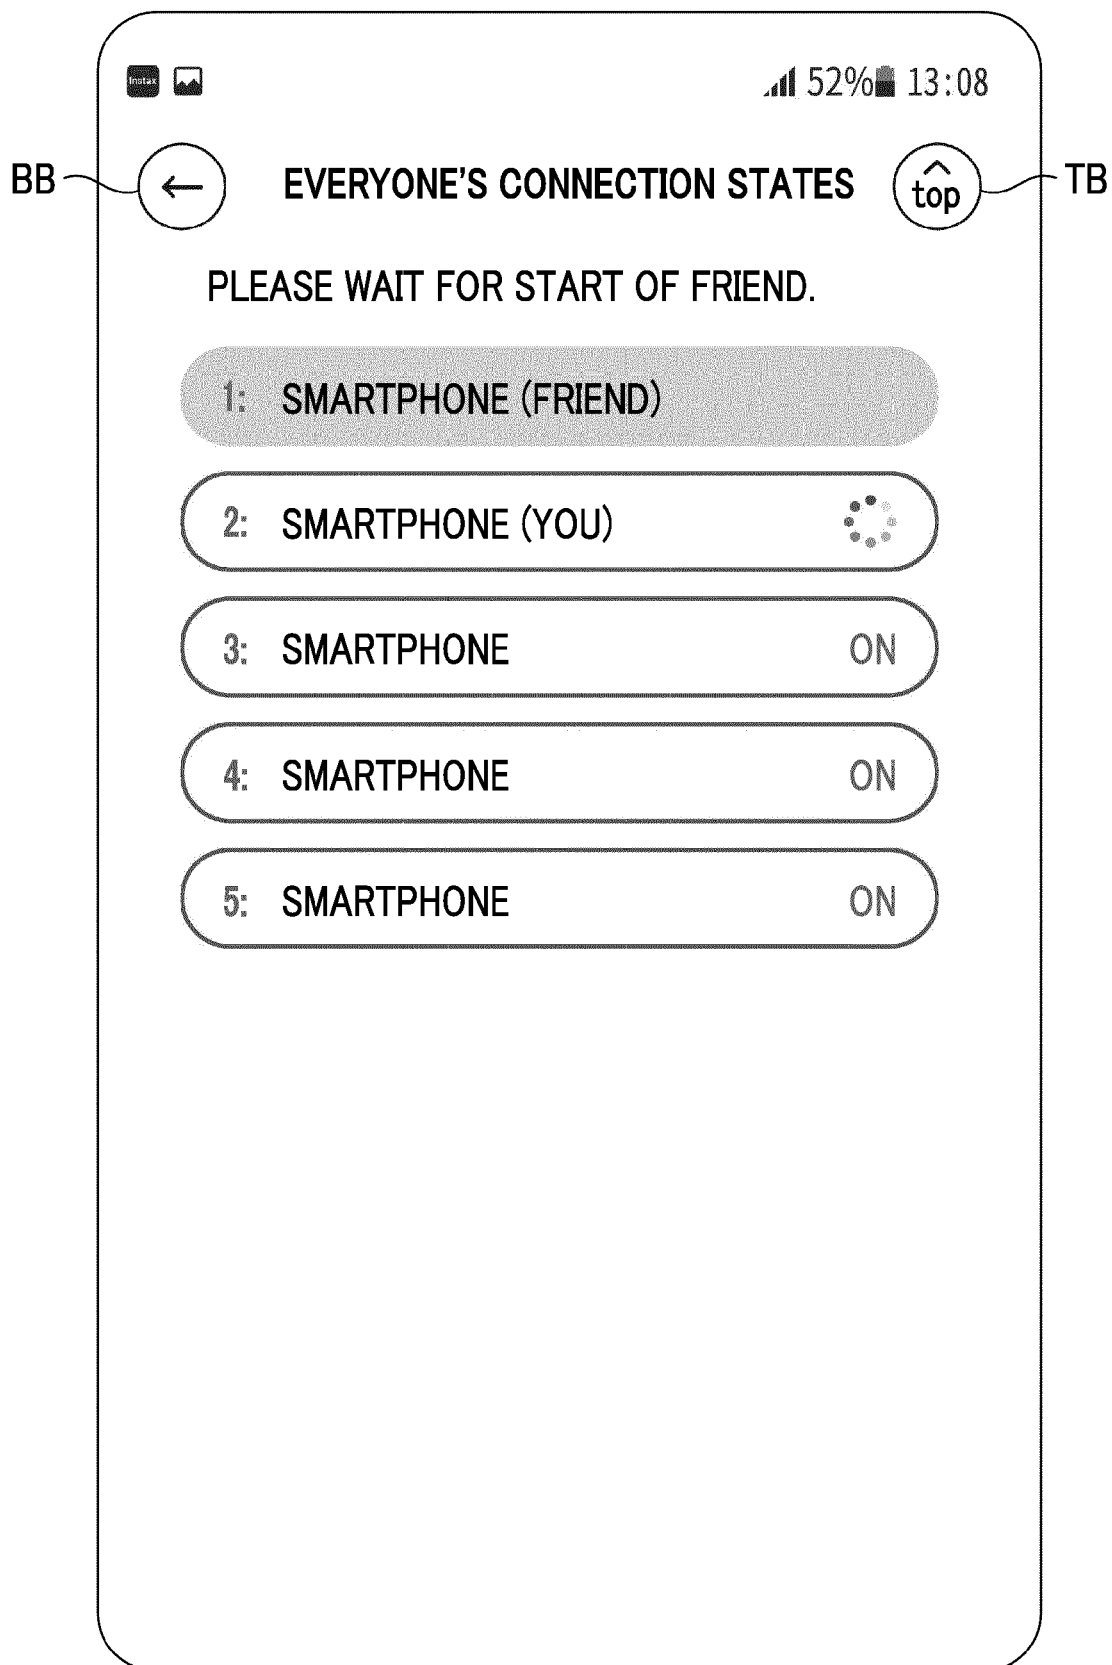 Instax 52% 13:08
BB ← EVERYONE'S CONNECTION STATES top TB
PLEASE WAIT FOR START OF FRIEND.
1: SMARTPHONE (FRIEND)
2: SMARTPHONE (YOU)
3: SMARTPHONE ON
4: SMARTPHONE ON
5: SMARTPHONE ON